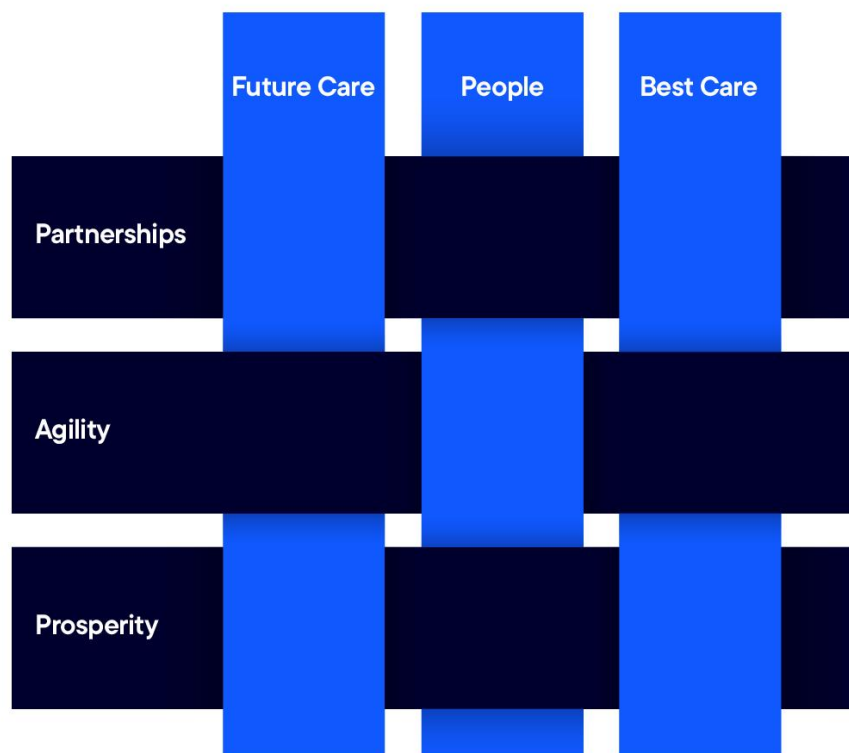 Future Care
People
Best Care
Partnerships
Agility
Prosperity